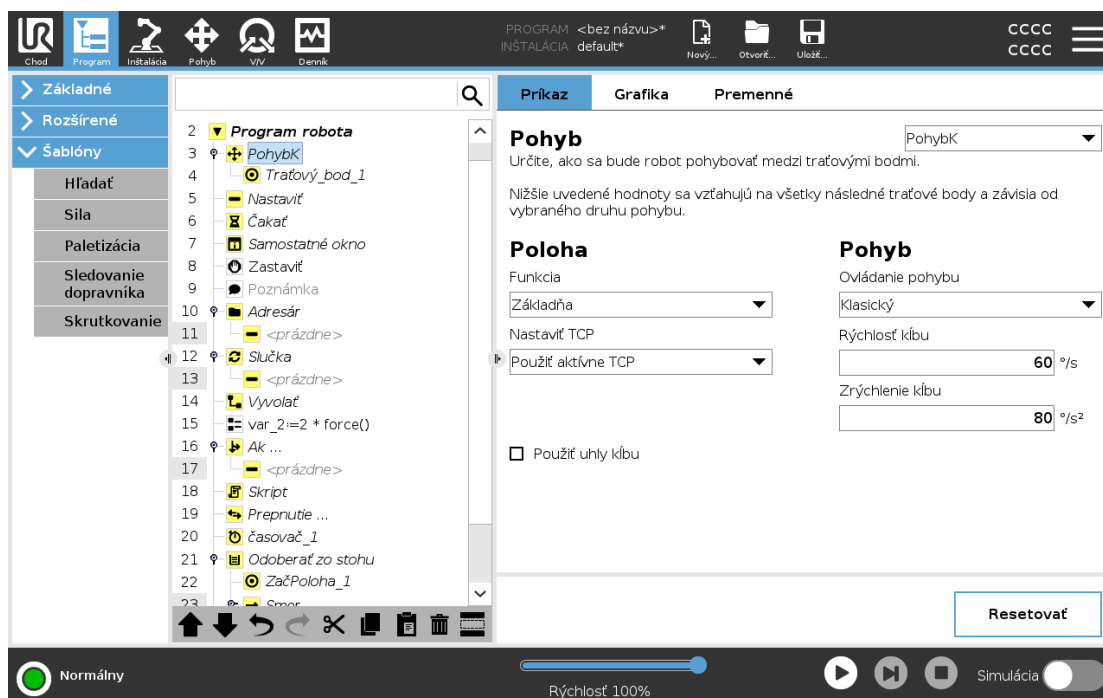 UR
PROGRAM <bez názvu>*
INŠTALÁCIA default*
Chod
Program
Inštalácia
Pohyb
V/V
Denník
Nový...
Otvoriť...
Uložiť...
CCCC
CCCC
Základné
Rozšírené
Šablóny
Hľadať
Sila
Paletizácia
Sledovanie
dopravníka
Skrutkovanie
2 Program robota
3 PohybK
4 Traťový_bod_1
5 Nastaviť
6 Čakať
7 Samostatné okno
8 Zastaviť
9 Poznámka
10 Adresár
11 <prázdne>
12 Slučka
13 <prázdne>
14 Vyvolať
15 var_2:=2 * force()
16 Ak ...
17 <prázdne>
18 Skript
19 Prepnutie ...
20 časovač_1
21 Odoberať zo stohu
22 ZačPoloha_1
23 Smer
Príkaz
Grafika
Premenné
Pohyb
PohybK
Určite, ako sa bude robot pohybovať medzi traťovými bodmi.
Nižšie uvedené hodnoty sa vzťahujú na všetky následné traťové body a závisia od
vybraného druhu pohybu.
Poloha
Funkcia
Základňa
Nastaviť TCP
Použiť aktívne TCP
Použiť uhly kĺbu
Pohyb
Ovládanie pohybu
Klasický
Rýchlosť kĺbu
60 °/s
Zrýchlenie kĺbu
80 °/s²
Resetovať
Normálny
Rýchlosť 100%
Simulácia